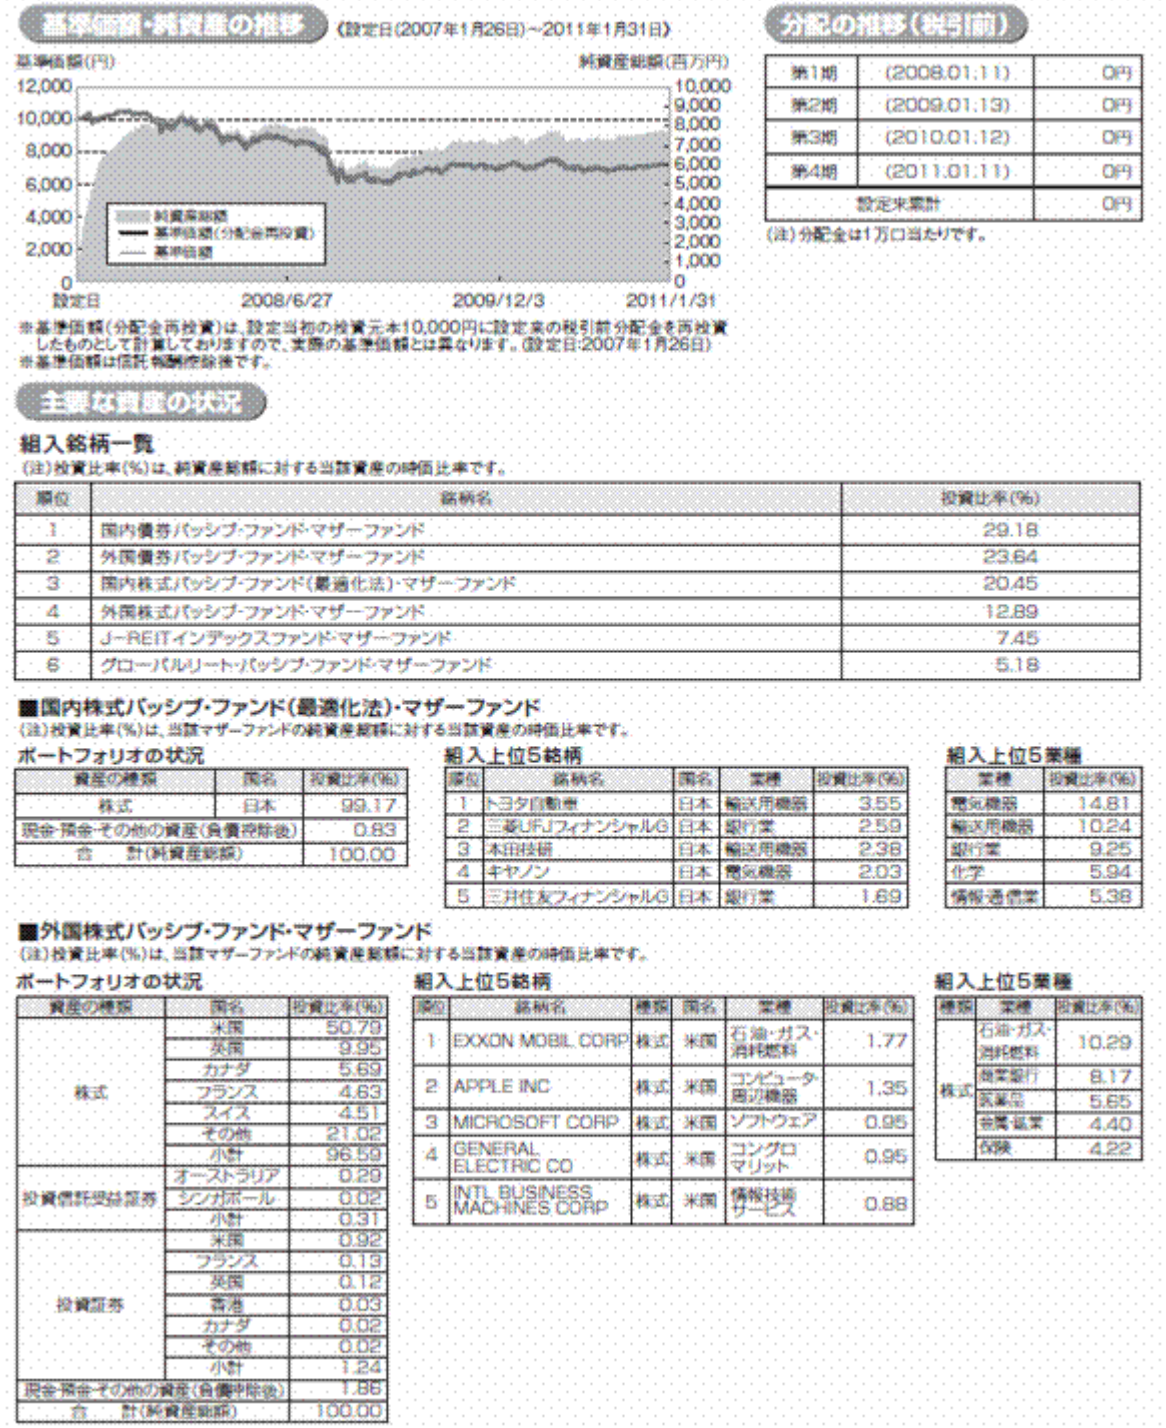 基準価額・純資産の推移 《設定日(2007年1月26日)～2011年1月31日》
基準価額(円) 純資産総額(百万円)
12,000 10,000
10,000 9,000
8,000 8,000
6,000 7,000
4,000 6,000
2,000 5,000
0 4,000
3,000
2,000
1,000
0
純資産総額
基準価額(分配金再投資)
基準価額
設定日 2008/6/27 2009/12/3 2011/1/31
※基準価額(分配金再投資)は、設定当初の投資元本10,000円に設定来の税引前分配金を再投資
したものとして計算しておりますので、実際の基準価額とは異なります。(設定日:2007年1月26日)
※基準価額は信託報酬控除後です。
分配の推移(税引前)
第1期 (2008.01.11) 0円
第2期 (2009.01.13) 0円
第3期 (2010.01.12) 0円
第4期 (2011.01.11) 0円
設定来累計 0円
(注)分配金は1万口当たりです。
主要な資産の状況
組入銘柄一覧
(注)投資比率(%)は、純資産総額に対する当該資産の時価比率です。
順位 銘柄名 投資比率(%)
1 国内債券パッシブ・ファンド・マザーファンド 29.18
2 外国債券パッシブ・ファンド・マザーファンド 23.64
3 国内株式パッシブ・ファンド(最適化法)・マザーファンド 20.45
4 外国株式パッシブ・ファンド・マザーファンド 12.89
5 J-REITインデックスファンド・マザーファンド 7.45
6 グローバルリート・パッシブ・ファンド・マザーファンド 5.18
■国内株式パッシブ・ファンド(最適化法)・マザーファンド
(注)投資比率(%)は、当該マザーファンドの純資産総額に対する当該資産の時価比率です。
ポートフォリオの状況
資産の種類 国名 投資比率(%)
株式 日本 99.17
現金・預金・その他の資産(負債控除後) 0.83
合 計(純資産総額) 100.00
組入上位5銘柄
順位 銘柄名 国名 業種 投資比率(%)
1 トヨタ自動車 日本 輸送用機器 3.55
2 三菱UFJフィナンシャルG 日本 銀行業 2.59
3 本田技研 日本 輸送用機器 2.38
4 キヤノン 日本 電気機器 2.03
5 三井住友フィナンシャルG 日本 銀行業 1.69
組入上位5業種
業種 投資比率(%)
電気機器 14.81
輸送用機器 10.24
銀行業 9.25
化学 5.94
情報・通信業 5.38
■外国株式パッシブ・ファンド・マザーファンド
(注)投資比率(%)は、当該マザーファンドの純資産総額に対する当該資産の時価比率です。
ポートフォリオの状況
資産の種類 国名 投資比率(%)
株式 米国 50.79
英国 9.95
カナダ 5.69
フランス 4.63
スイス 4.51
その他 21.02
小計 96.59
投資信託受益証券 オーストラリア 0.29
シンガポール 0.02
小計 0.31
投資証券 米国 0.92
フランス 0.13
英国 0.12
香港 0.03
カナダ 0.02
その他 0.02
小計 1.24
現金・預金・その他の資産(負債控除後) 1.86
合 計(純資産総額) 100.00
組入上位5銘柄
順位 銘柄名 種類 国名 業種 投資比率(%)
1 EXXON MOBIL CORP 株式 米国 石油・ガス・消耗燃料 1.77
2 APPLE INC 株式 米国 コンピュータ・周辺機器 1.35
3 MICROSOFT CORP 株式 米国 ソフトウェア 0.95
4 GENERAL ELECTRIC CO 株式 米国 コングロマリット 0.95
5 INTL BUSINESS MACHINES CORP 株式 米国 情報技術サービス 0.88
組入上位5業種
種類 業種 投資比率(%)
株式 石油・ガス・消耗燃料 10.29
商業銀行 8.17
医薬品 5.65
金属・鉱業 4.40
保険 4.22